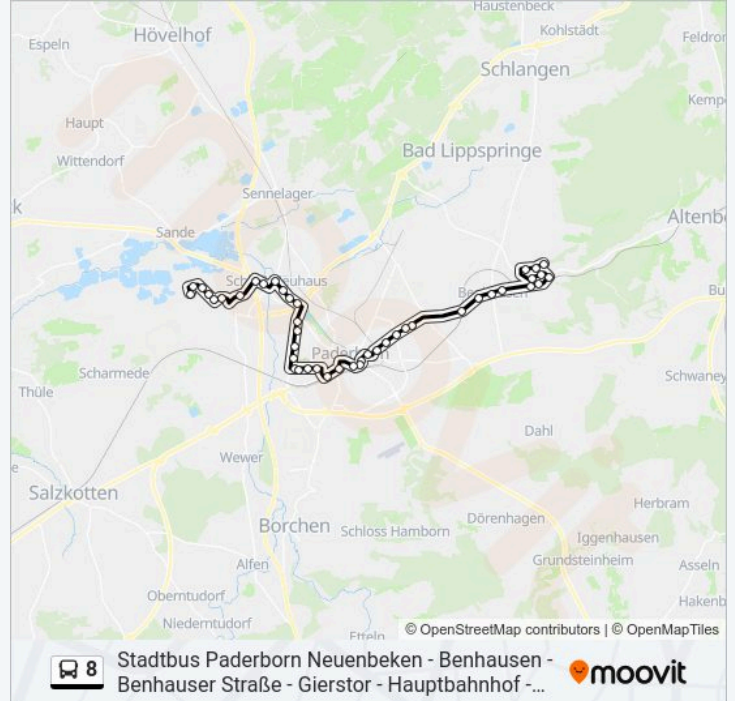 Haustenbeck
Hövelhof
Kohlstädt
Espeln
Feldrom
Schlangen
Kemp
Haupt
Bad Lippspringe
Wittendorf
Sennelager
k
Altenb
Sande
Bu
Paderborn
Scharmede
Schwaney
Thüle
Dahl
e
Wewer
Salzkotten
Herbram
Dörenhagen
Borchen
Schloss Hamborn
Iggenhausen
Grundsteinheim
Alfen
Asseln
Oberntudorf
Hakenb
Niederntudorf
Etteln
© OpenStreetMap contributors | © OpenMapTiles
8 Stadtbus Paderborn Neuenbeken - Benhausen -
Benhauser Straße - Gierstor - Hauptbahnhof -...
moovit